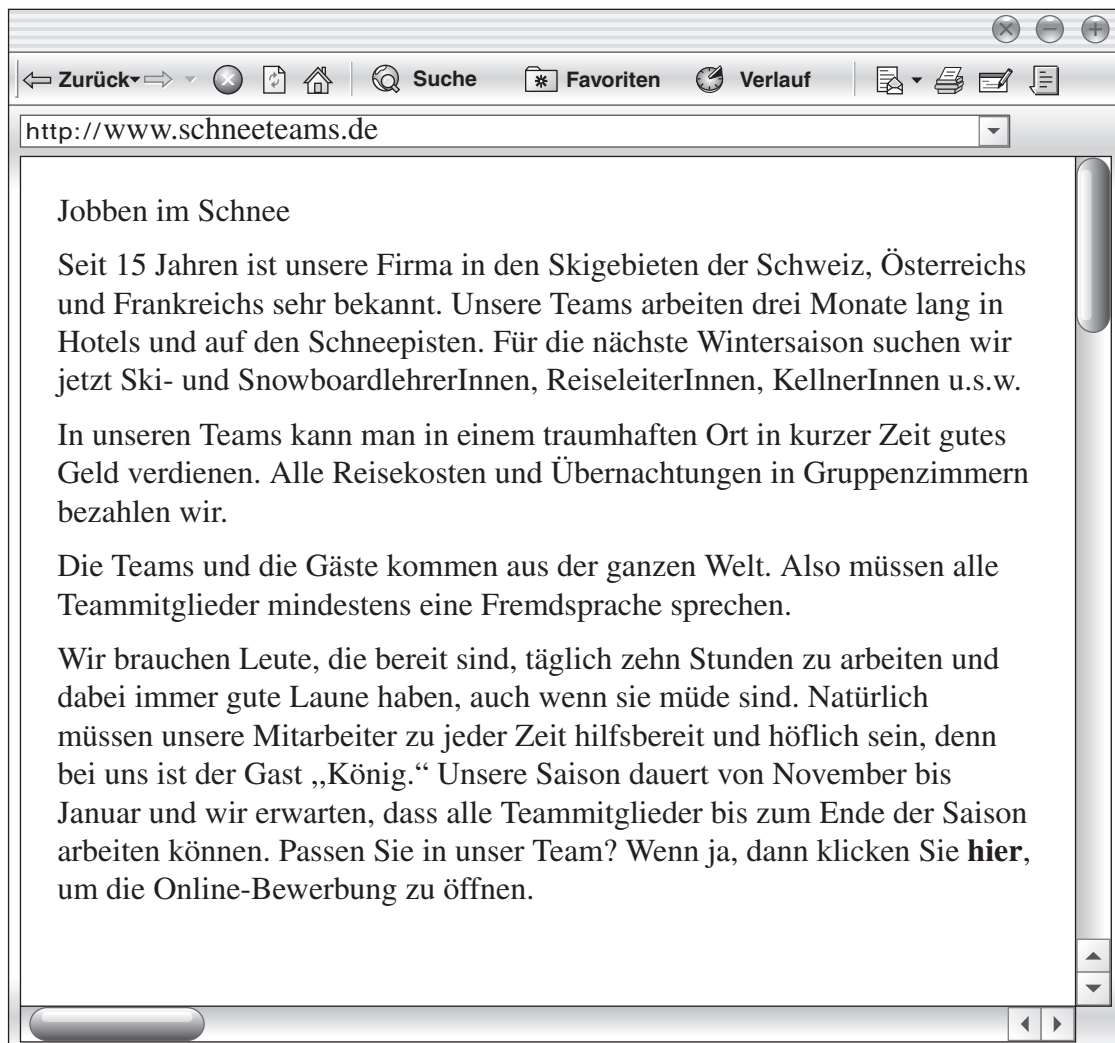 Zurück Suche Favoriten Verlauf
http://www.schneeteams.de
Jobben im Schnee
Seit 15 Jahren ist unsere Firma in den Skigebieten der Schweiz, Österreichs
und Frankreichs sehr bekannt. Unsere Teams arbeiten drei Monate lang in
Hotels und auf den Schneepisten. Für die nächste Wintersaison suchen wir
jetzt Ski- und SnowboardlehrerInnen, ReiseleiterInnen, KellnerInnen u.s.w.
In unseren Teams kann man in einem traumhaften Ort in kurzer Zeit gutes
Geld verdienen. Alle Reisekosten und Übernachtungen in Gruppenzimmern
bezahlen wir.
Die Teams und die Gäste kommen aus der ganzen Welt. Also müssen alle
Teammitglieder mindestens eine Fremdsprache sprechen.
Wir brauchen Leute, die bereit sind, täglich zehn Stunden zu arbeiten und
dabei immer gute Laune haben, auch wenn sie müde sind. Natürlich
müssen unsere Mitarbeiter zu jeder Zeit hilfsbereit und höflich sein, denn
bei uns ist der Gast ,,König.“ Unsere Saison dauert von November bis
Januar und wir erwarten, dass alle Teammitglieder bis zum Ende der Saison
arbeiten können. Passen Sie in unser Team? Wenn ja, dann klicken Sie hier,
um die Online-Bewerbung zu öffnen.